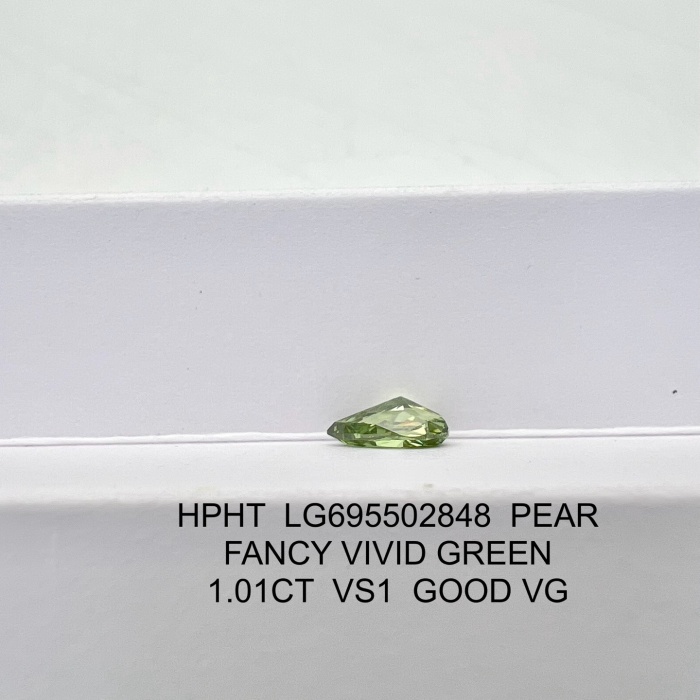 HPHT LG695502848 PEAR
FANCY VIVID GREEN
1.01CT VS1 GOOD VG